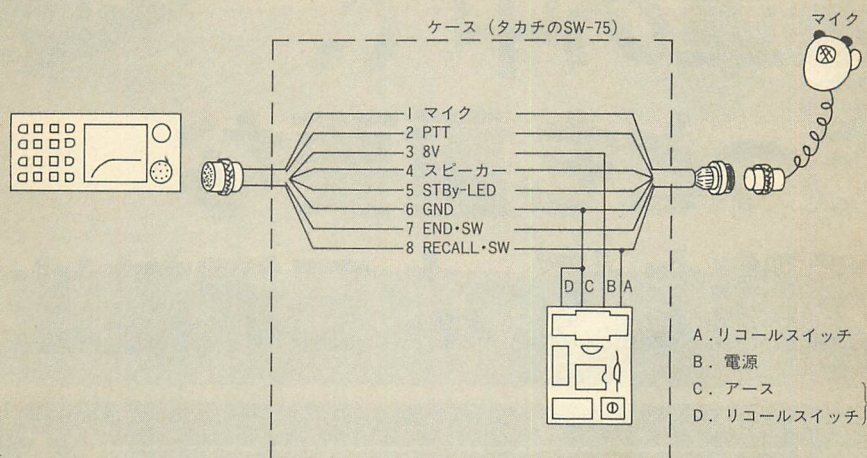 ケース (タカチのSW-75)
マイク
1 マイク
2 PTT
3 8V
4 スピーカー
5 STBy-LED
6 GND
7 END・SW
8 RECALL・SW
D C B A
A.リコールスイッチ
B.電源
C.アース
D.リコールスイッチ